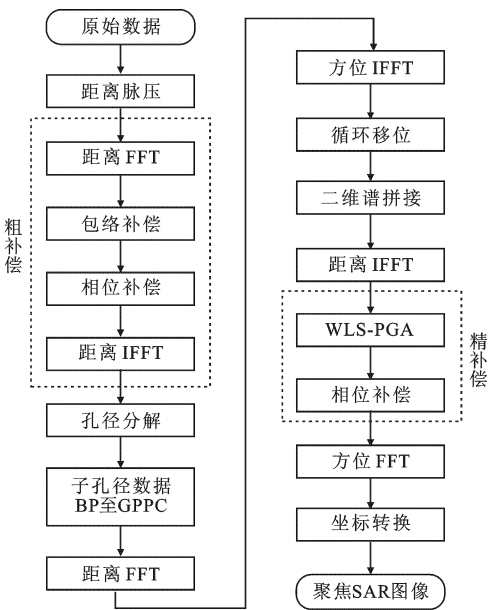 原始数据
距离脉压
粗补偿
距离FFT
包络补偿
相位补偿
距离IFFT
孔径分解
子孔径数据
BP至GPPC
距离FFT
方位IFFT
循环移位
二维谱拼接
距离IFFT
精补偿
WLS-PGA
相位补偿
方位FFT
坐标转换
聚焦SAR图像